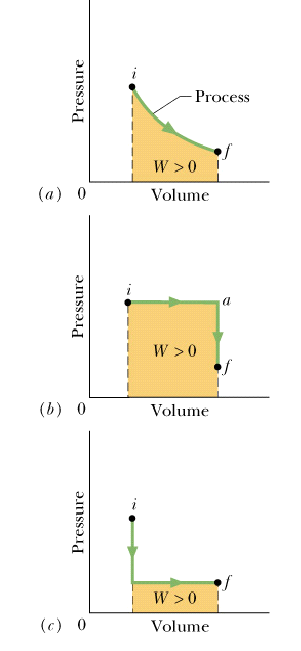 Pressure
i
Process
f
W > 0
(a) 0 Volume
Pressure
i
a
W > 0
f
(b) 0 Volume
Pressure
i
f
W > 0
(c) 0 Volume